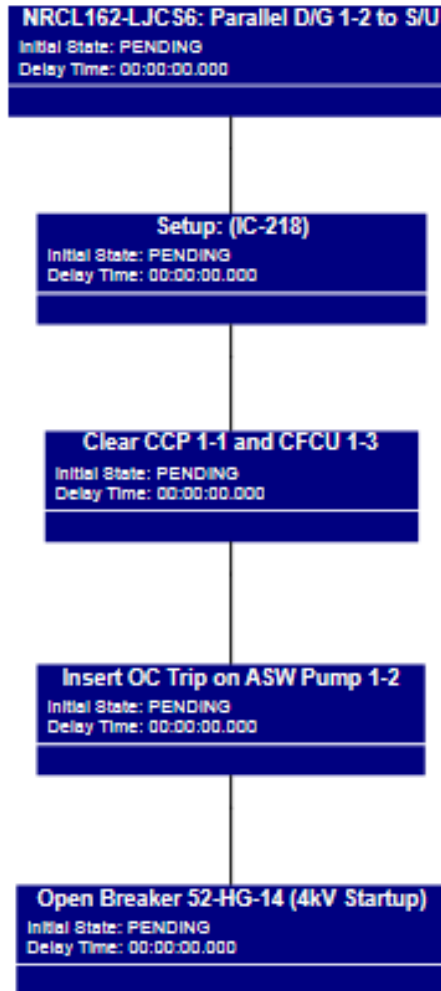 NRCL162-LJCS6: Parallel D/G 1-2 to S/U
Initial State: PENDING
Delay Time: 00:00:00.000
Setup: (IC-218)
Initial State: PENDING
Delay Time: 00:00:00.000
Clear CCP 1-1 and CFCU 1-3
Initial State: PENDING
Delay Time: 00:00:00.000
Insert OC Trip on ASW Pump 1-2
Initial State: PENDING
Delay Time: 00:00:00.000
Open Breaker 52-HG-14 (4kV Startup)
Initial State: PENDING
Delay Time: 00:00:00.000